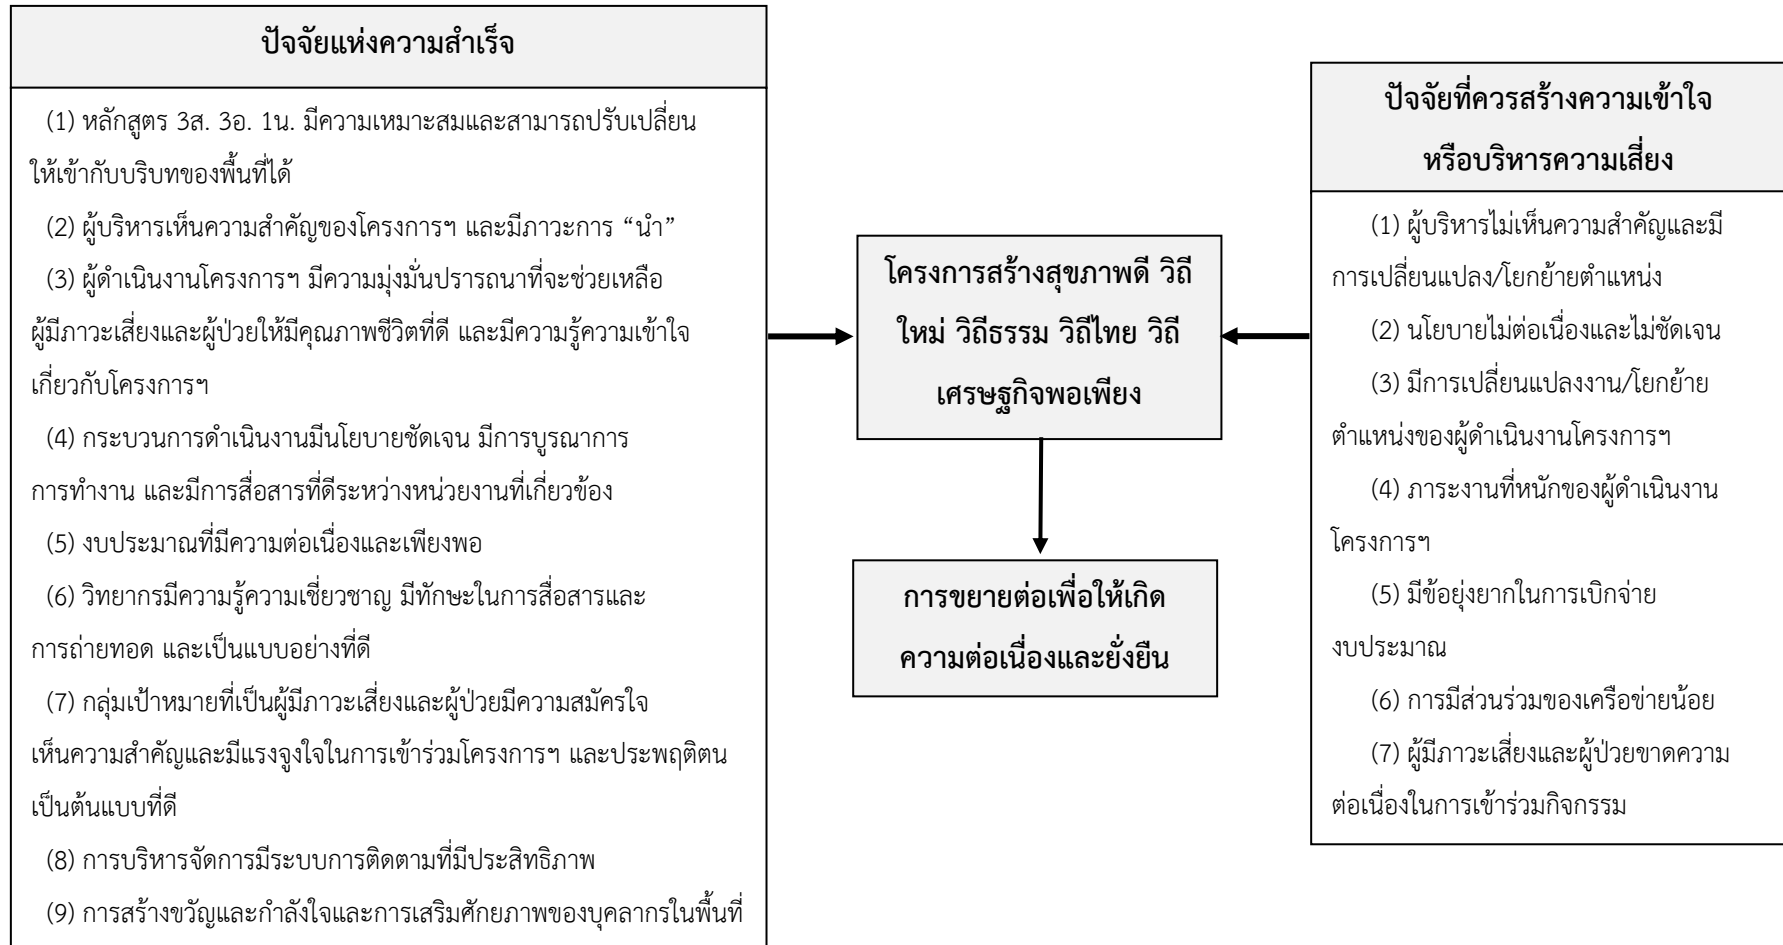 ปัจจัยแห่งความสำเร็จ
(1) หลักสูตร 3ส. 3อ. 1น. มีความเหมาะสมและสามารถปรับเปลี่ยน
ให้เข้ากับบริบทของพื้นที่ได้
(2) ผู้บริหารเห็นความสำคัญของโครงการฯ และมีภาวะการ “นำ”
(3) ผู้ดำเนินงานโครงการฯ มีความมุ่งมั่นปรารถนาที่จะช่วยเหลือ
ผู้มีภาวะเสี่ยงและผู้ป่วยให้มีคุณภาพชีวิตที่ดี และมีความรู้ความเข้าใจ
เกี่ยวกับโครงการฯ
(4) กระบวนการดำเนินงานมีนโยบายชัดเจน มีการบูรณาการ
การทำงาน และมีการสื่อสารที่ดีระหว่างหน่วยงานที่เกี่ยวข้อง
(5) งบประมาณที่มีความต่อเนื่องและเพียงพอ
(6) วิทยากรมีความรู้ความเชี่ยวชาญ มีทักษะในการสื่อสารและ
การถ่ายทอด และเป็นแบบอย่างที่ดี
(7) กลุ่มเป้าหมายที่เป็นผู้มีภาวะเสี่ยงและผู้ป่วยมีความสมัครใจ
เห็นความสำคัญและมีแรงจูงใจในการเข้าร่วมโครงการฯ และประพฤติตน
เป็นต้นแบบที่ดี
(8) การบริหารจัดการมีระบบการติดตามที่มีประสิทธิภาพ
(9) การสร้างขวัญและกำลังใจและการเสริมศักยภาพของบุคลากรในพื้นที่
โครงการสร้างสุขภาพดี วิถี
ใหม่ วิถีธรรม วิถีไทย วิถี
เศรษฐกิจพอเพียง
การขยายต่อเพื่อให้เกิด
ความต่อเนื่องและยั่งยืน
ปัจจัยที่ควรสร้างความเข้าใจ
หรือบริหารความเสี่ยง
(1) ผู้บริหารไม่เห็นความสำคัญและมี
การเปลี่ยนแปลง/โยกย้ายตำแหน่ง
(2) นโยบายไม่ต่อเนื่องและไม่ชัดเจน
(3) มีการเปลี่ยนแปลงงาน/โยกย้าย
ตำแหน่งของผู้ดำเนินงานโครงการฯ
(4) ภาระงานที่หนักของผู้ดำเนินงาน
โครงการฯ
(5) มีข้อยุ่งยากในการเบิกจ่าย
งบประมาณ
(6) การมีส่วนร่วมของเครือข่ายน้อย
(7) ผู้มีภาวะเสี่ยงและผู้ป่วยขาดความ
ต่อเนื่องในการเข้าร่วมกิจกรรม